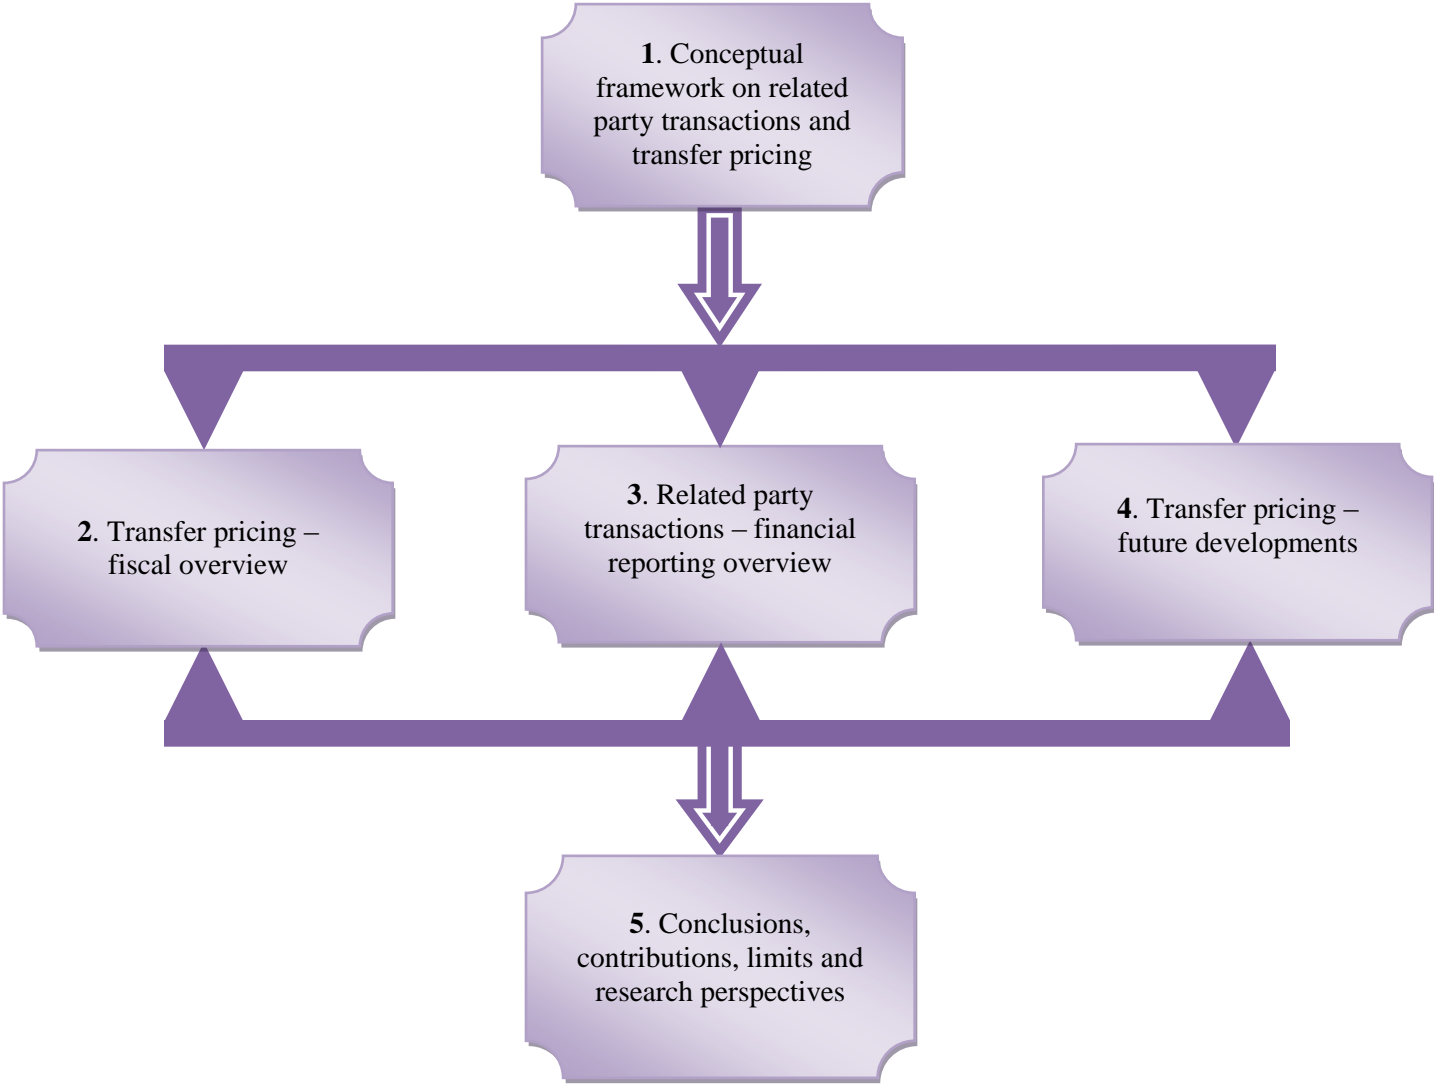 1. Conceptual
framework on related
party transactions and
transfer pricing
2. Transfer pricing –
fiscal overview
3. Related party
transactions – financial
reporting overview
4. Transfer pricing –
future developments
5. Conclusions,
contributions, limits and
research perspectives